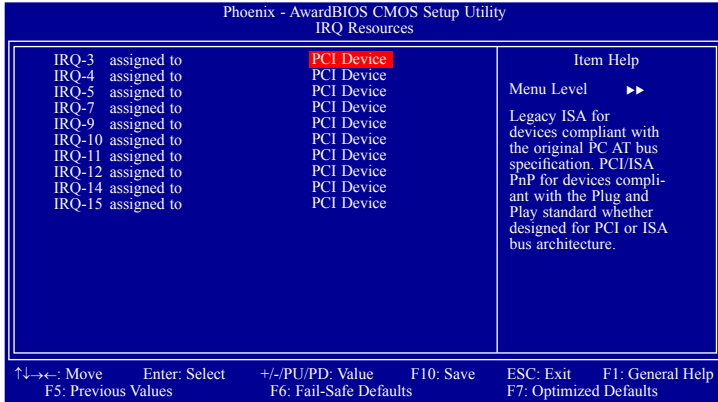 Phoenix - AwardBIOS CMOS Setup Utility
IRQ Resources
IRQ-3 assigned to PCI Device
IRQ-4 assigned to PCI Device
IRQ-5 assigned to PCI Device
IRQ-7 assigned to PCI Device
IRQ-9 assigned to PCI Device
IRQ-10 assigned to PCI Device
IRQ-11 assigned to PCI Device
IRQ-12 assigned to PCI Device
IRQ-14 assigned to PCI Device
IRQ-15 assigned to PCI Device
Item Help
Menu Level ▶▶
Legacy ISA for
devices compliant with
the original PC AT bus
specification. PCI/ISA
PnP for devices compli-
ant with the Plug and
Play standard whether
designed for PCI or ISA
bus architecture.
↑↓→←: Move Enter: Select +/-/PU/PD: Value F10: Save ESC: Exit F1: General Help
F5: Previous Values F6: Fail-Safe Defaults F7: Optimized Defaults